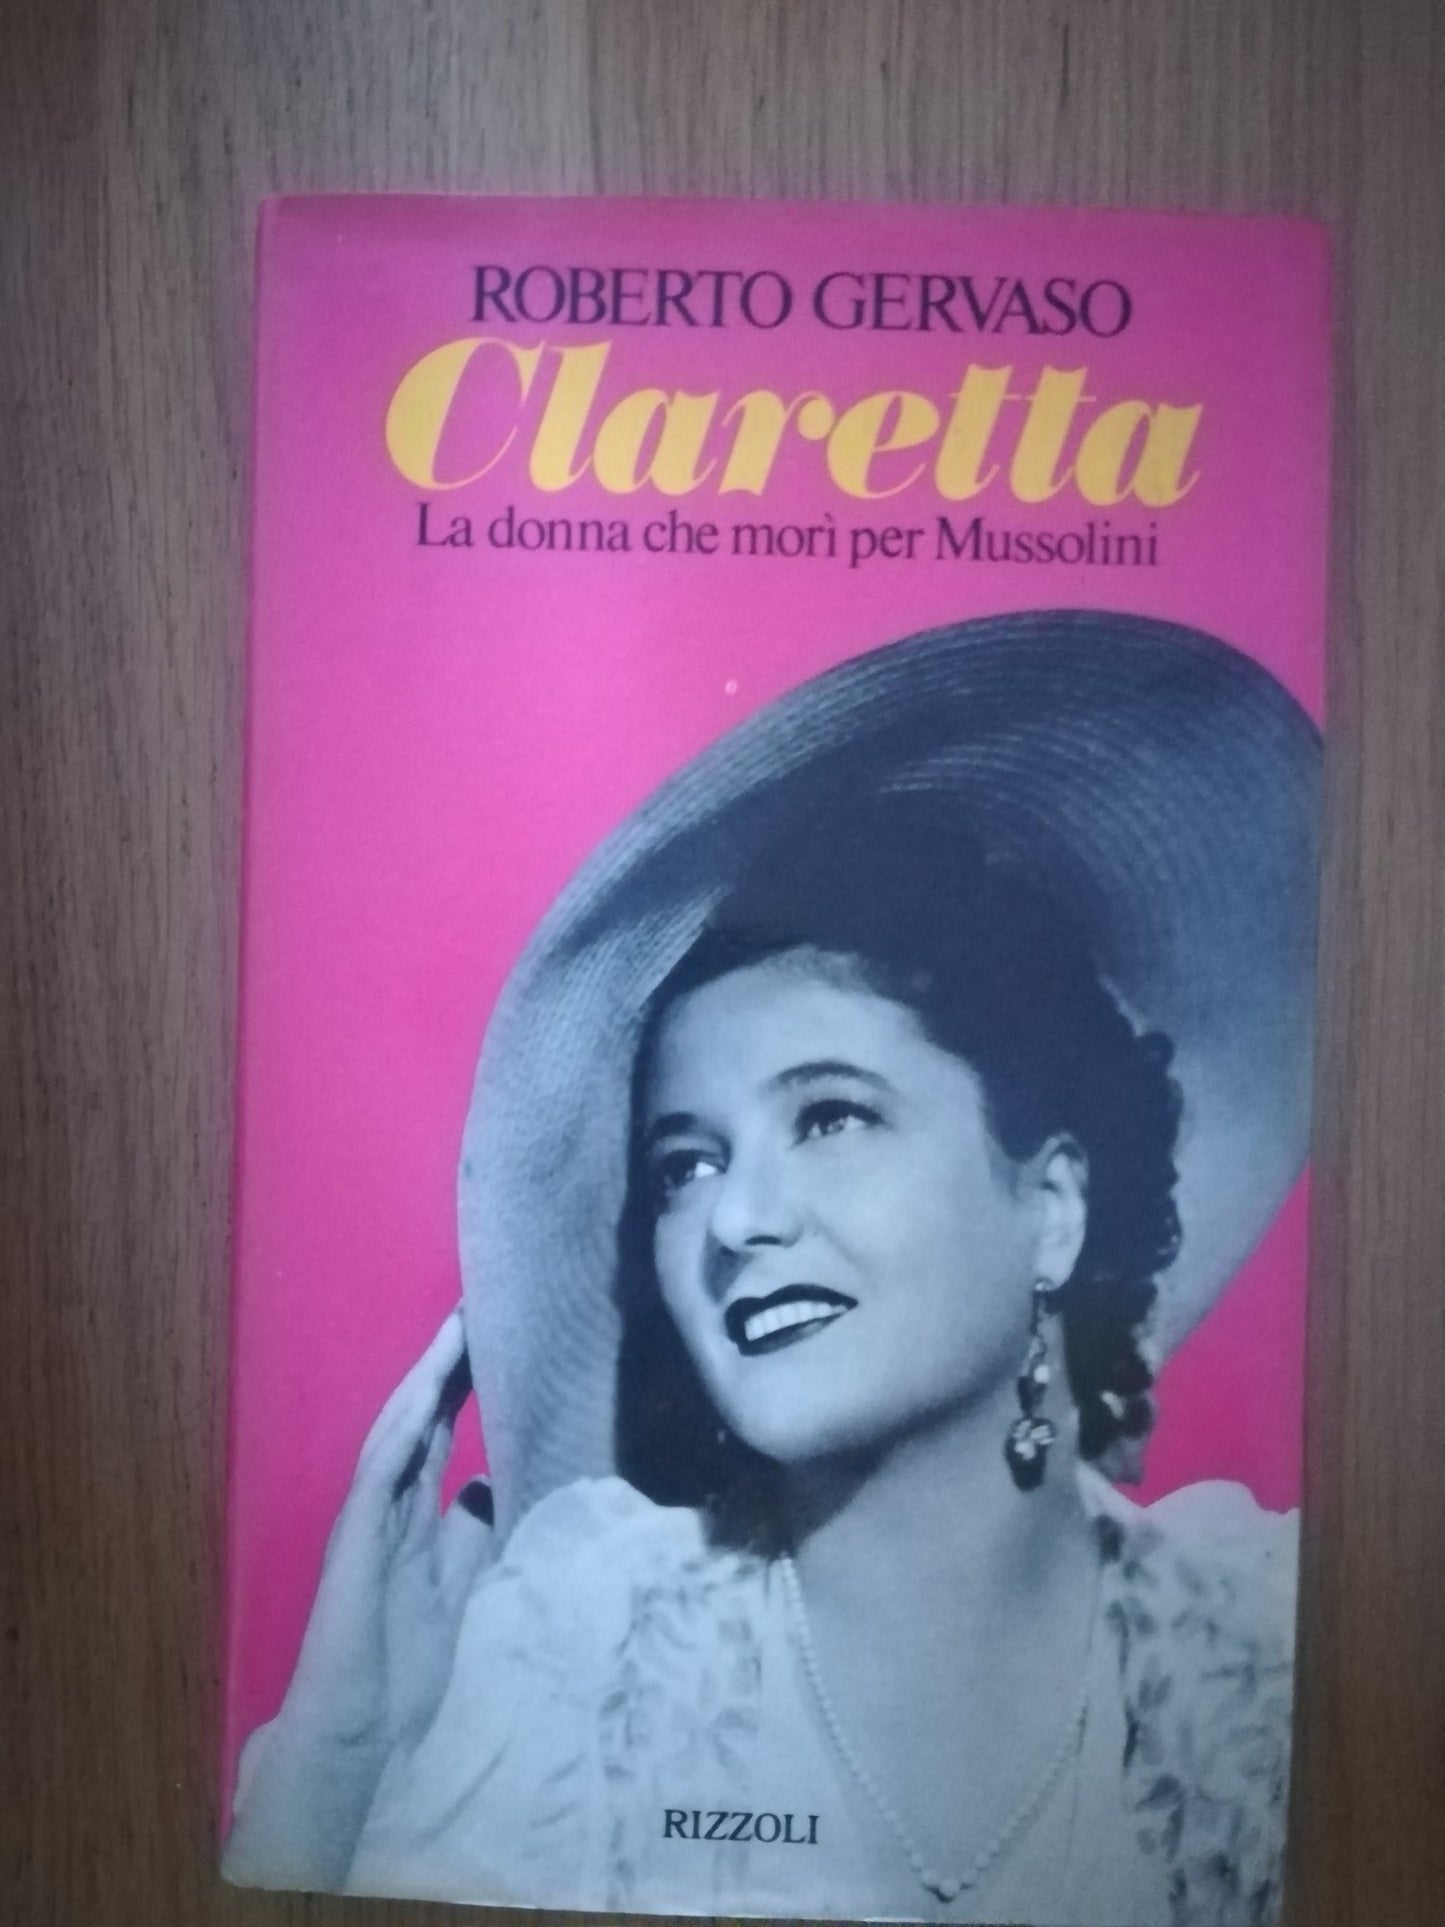 ROBERTO GERVASO
Claretta
La donna che morì per Mussolini
RIZZOLI